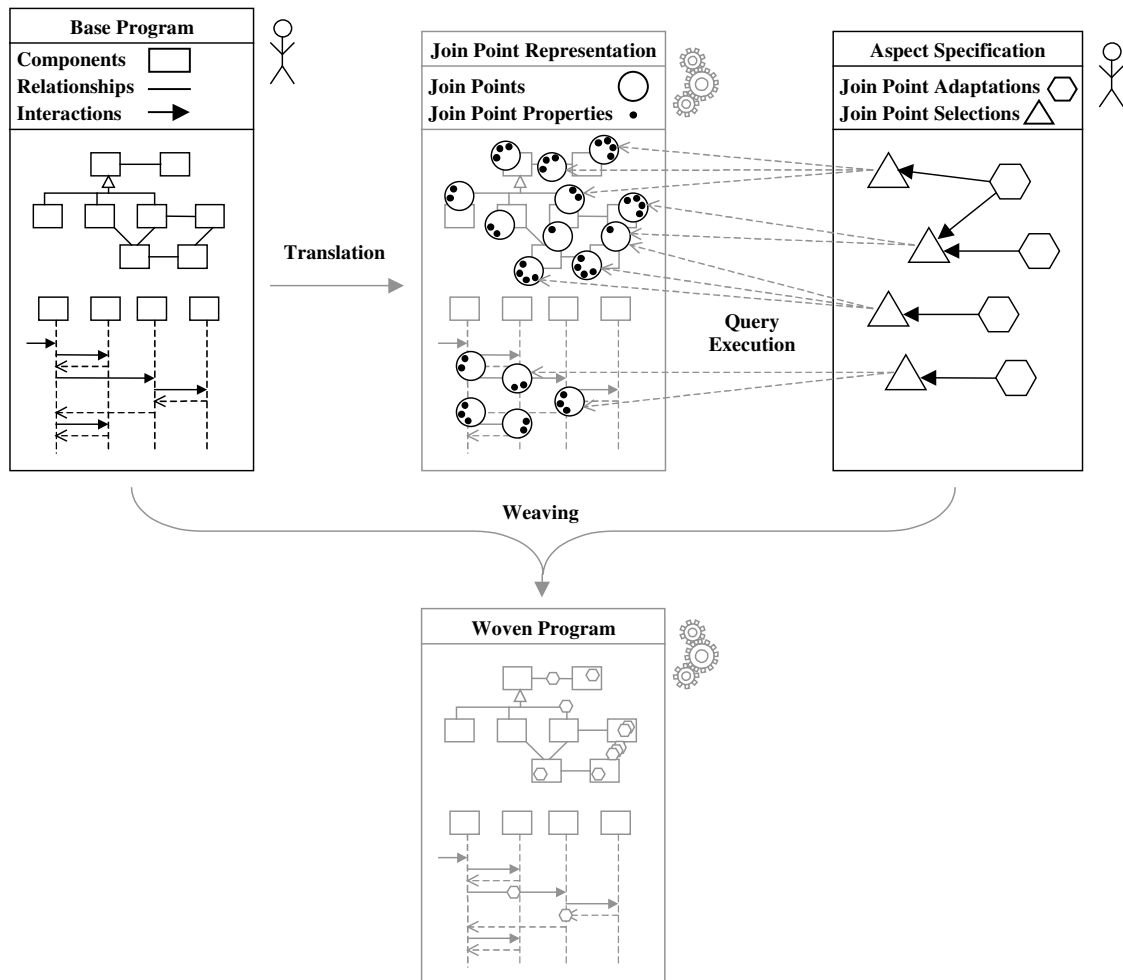 Base Program
Components
Relationships
Interactions
Translation
Join Point Representation
Join Points
Join Point Properties
Query
Execution
Aspect Specification
Join Point Adaptations
Join Point Selections
Weaving
Woven Program